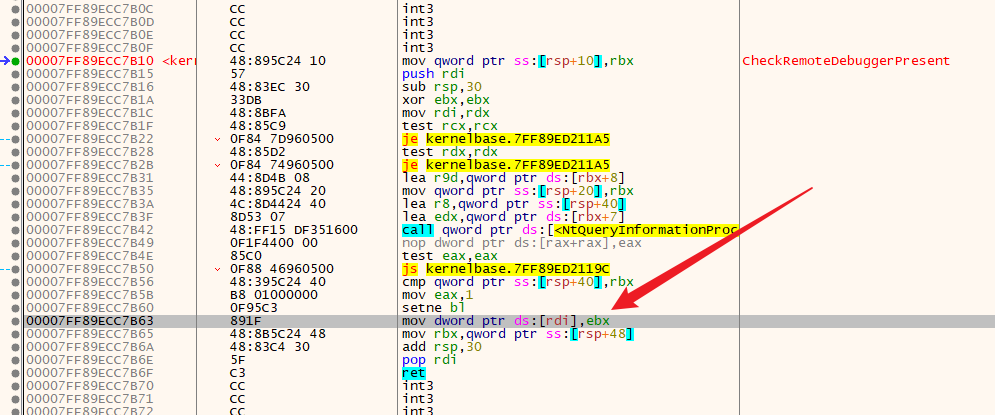 00007FF89ECC7B0C CC int3
00007FF89ECC7B0D CC int3
00007FF89ECC7B0E CC int3
00007FF89ECC7B0F CC int3
00007FF89ECC7B10 <keri 48:895C24 10 mov qword ptr ss:[rsp+10],rbx CheckRemoteDebuggerPresent
00007FF89ECC7B15 57 push rdi
00007FF89ECC7B16 48:83EC 30 sub rsp,30
00007FF89ECC7B1A 33DB xor ebx,ebx
00007FF89ECC7B1C 48:8BFA mov rdi,rdx
00007FF89ECC7B1F 48:85C9 test rcx,rcx
00007FF89ECC7B22 0F84 7D960500 je kernelbase.7FF89ED211A5
00007FF89ECC7B28 48:85D2 test rdx,rdx
00007FF89ECC7B2B 0F84 74960500 je kernelbase.7FF89ED211A5
00007FF89ECC7B31 44:8D4B 08 lea r9d,qword ptr ds:[rbx+8]
00007FF89ECC7B35 48:895C24 20 mov qword ptr ss:[rsp+20],rbx
00007FF89ECC7B3A 4C:8D4424 40 lea r8,qword ptr ss:[rsp+40]
00007FF89ECC7B3F 8D53 07 lea edx,qword ptr ds:[rbx+7]
00007FF89ECC7B42 48:FF15 DF351600 call qword ptr ds:[<NtQueryInformationProc
00007FF89ECC7B49 0F1F4400 00 nop dword ptr ds:[rax+rax],eax
00007FF89ECC7B4E 85C0 test eax,eax
00007FF89ECC7B50 0F88 46960500 js kernelbase.7FF89ED2119C
00007FF89ECC7B56 48:395C24 40 cmp qword ptr ss:[rsp+40],rbx
00007FF89ECC7B5B B8 01000000 mov eax,1
00007FF89ECC7B60 0F95C3 setne bl
00007FF89ECC7B63 891F mov dword ptr ds:[rdi],ebx
00007FF89ECC7B65 48:8B5C24 48 mov rbx,qword ptr ss:[rsp+48]
00007FF89ECC7B6A 48:83C4 30 add rsp,30
00007FF89ECC7B6E 5F pop rdi
00007FF89ECC7B6F C3 ret
00007FF89ECC7B70 CC int3
00007FF89ECC7B71 CC int3
00007FF89ECC7B72 CC int3